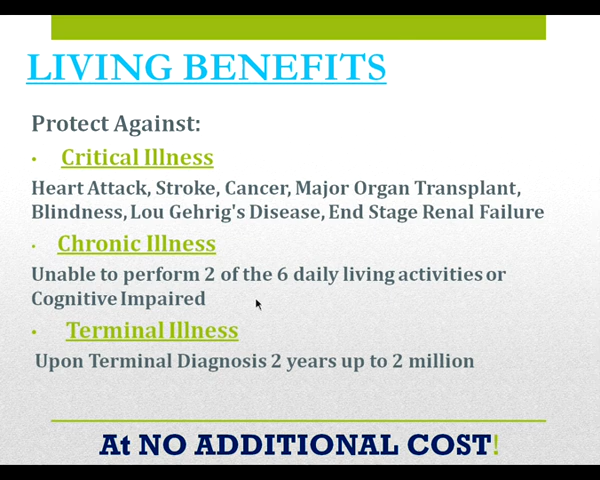 LIVING BENEFITS
Protect Against:
• Critical Illness
Heart Attack, Stroke, Cancer, Major Organ Transplant,
Blindness, Lou Gehrig's Disease, End Stage Renal Failure
• Chronic Illness
Unable to perform 2 of the 6 daily living activities or
Cognitive Impaired
• Terminal Illness
Upon Terminal Diagnosis 2 years up to 2 million
At NO ADDITIONAL COST!